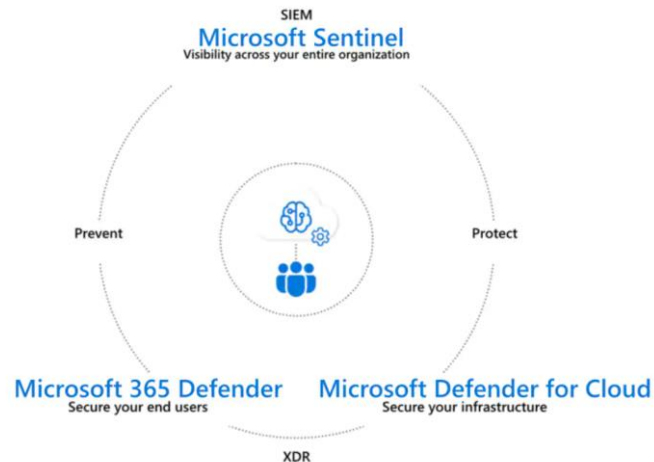 SIEM
Microsoft Sentinel
Visibility across your entire organization
Prevent
Protect
Microsoft 365 Defender
Secure your end users
Microsoft Defender for Cloud
Secure your infrastructure
XDR